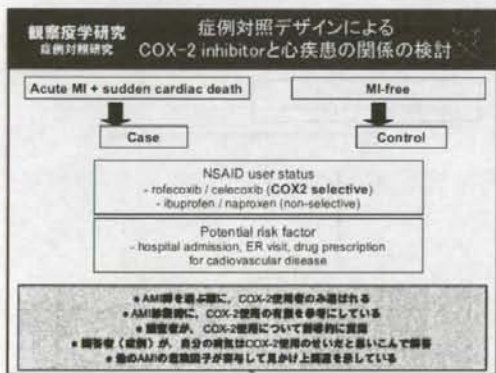 観察疫学研究
症例対照研究
症例対照デザインによる
COX-2 inhibitorと心疾患の関係の検討
Acute MI + sudden cardiac death
MI-free
Case
Control
NSAID user status
- rofecoxib / celecoxib (COX2 selective)
- ibuprofen / naproxen (non-selective)
Potential risk factor
- hospital admission, ER visit, drug prescription
for cadiovascular disease
● AMI群を選ぶ際に、COX-2使用者のみ選ばれる
● AMI診断時に、COX-2使用の有無を参考にしている
● 調査者が、COX-2使用について誘導的に質問
● 回答者（症例）が、自分の病気はCOX-2使用のせいだと思いこんで回答
● 他のAMIの危険因子が寄与して見かけ上関連を示している